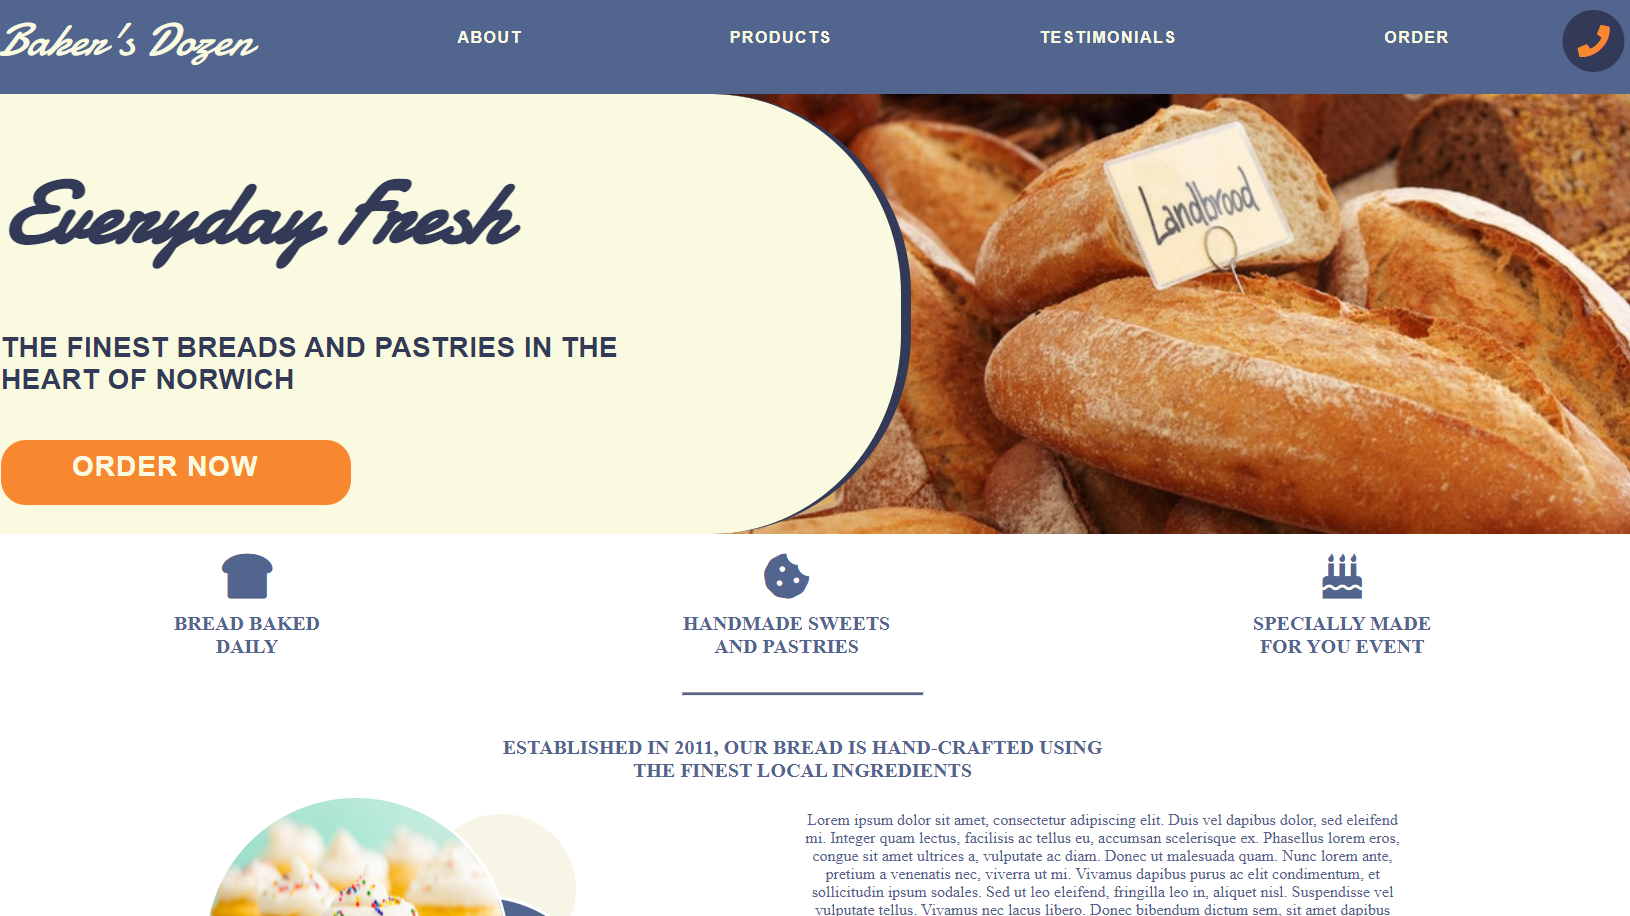 Baker's Dozen
ABOUT
PRODUCTS
TESTIMONIALS
ORDER
Landbrood
Everyday Fresh
THE FINEST BREADS AND PASTRIES IN THE
HEART OF NORWICH
ORDER NOW
BREAD BAKED
DAILY
HANDMADE SWEETS
AND PASTRIES
SPECIALLY MADE
FOR YOU EVENT
ESTABLISHED IN 2011, OUR BREAD IS HAND-CRAFTED USING
THE FINEST LOCAL INGREDIENTS
Lorem ipsum dolor sit amet, consectetur adipiscing elit. Duis vel dapibus dolor, sed eleifend
mi. Integer quam lectus, facilisis ac tellus eu, accumsan scelerisque ex. Phasellus lorem eros,
congue sit amet ultrices a, vulputate ac diam. Donec ut malesuada quam. Nunc lorem ante,
pretium a venenatis nec, viverra ut mi. Vivamus dapibus purus ac elit condimentum, et
sollicitudin ipsum sodales. Sed ut leo eleifend, fringilla leo in, aliquet nisl. Suspendisse vel
vulputate tellus. Vivamus nec lacus libero. Donec bibendum dictum sem, sit amet dapibus